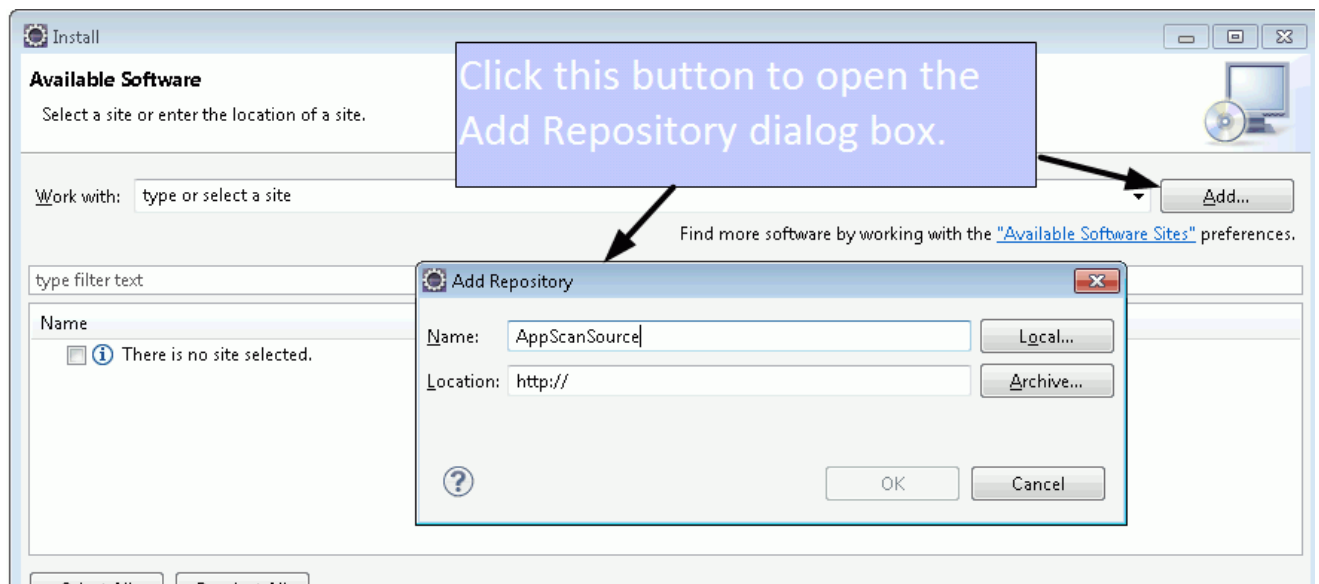 Install
Available Software
Select a site or enter the location of a site.
Click this button to open the
Add Repository dialog box.
Work with: type or select a site Add...
Find more software by working with the "Available Software Sites" preferences.
type filter text
Name
There is no site selected.
Add Repository
Name: AppScanSource Local...
Location: http:// Archive...
OK Cancel